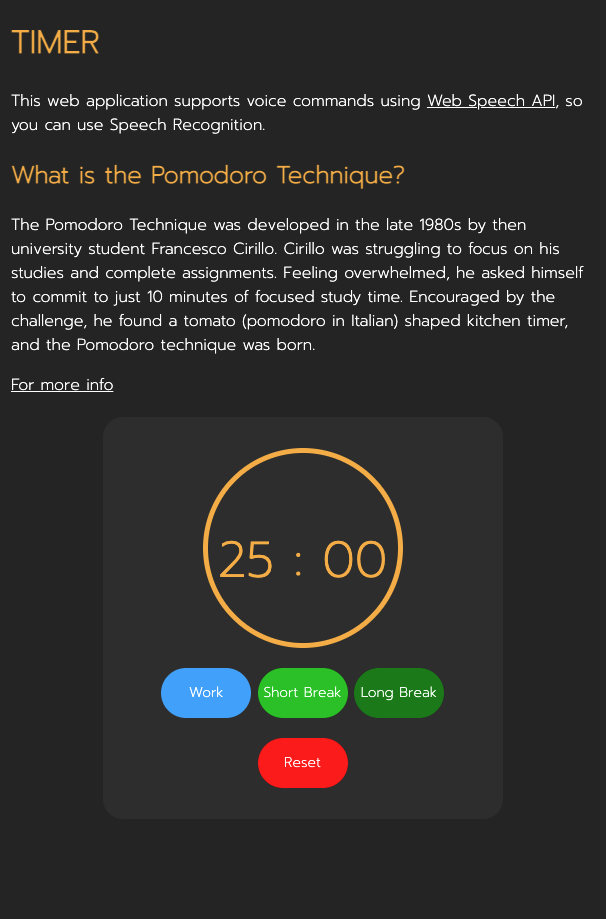 TIMER
This web application supports voice commands using Web Speech API, so
you can use Speech Recognition.
What is the Pomodoro Technique?
The Pomodoro Technique was developed in the late 1980s by then
university student Francesco Cirillo. Cirillo was struggling to focus on his
studies and complete assignments. Feeling overwhelmed, he asked himself
to commit to just 10 minutes of focused study time. Encouraged by the
challenge, he found a tomato (pomodoro in Italian) shaped kitchen timer,
and the Pomodoro technique was born.
For more info
25 : 00
Work Short Break Long Break
Reset